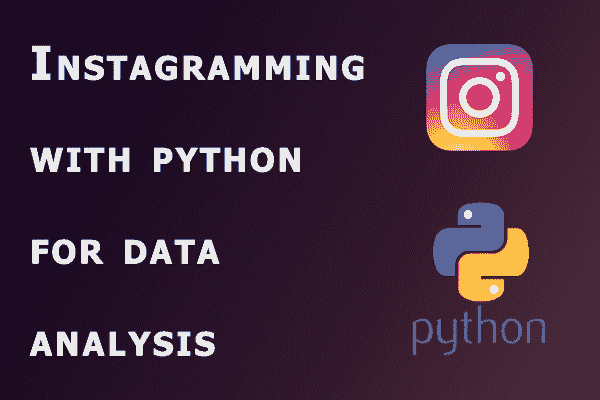 Instagramming
with python
for data
analysis
python